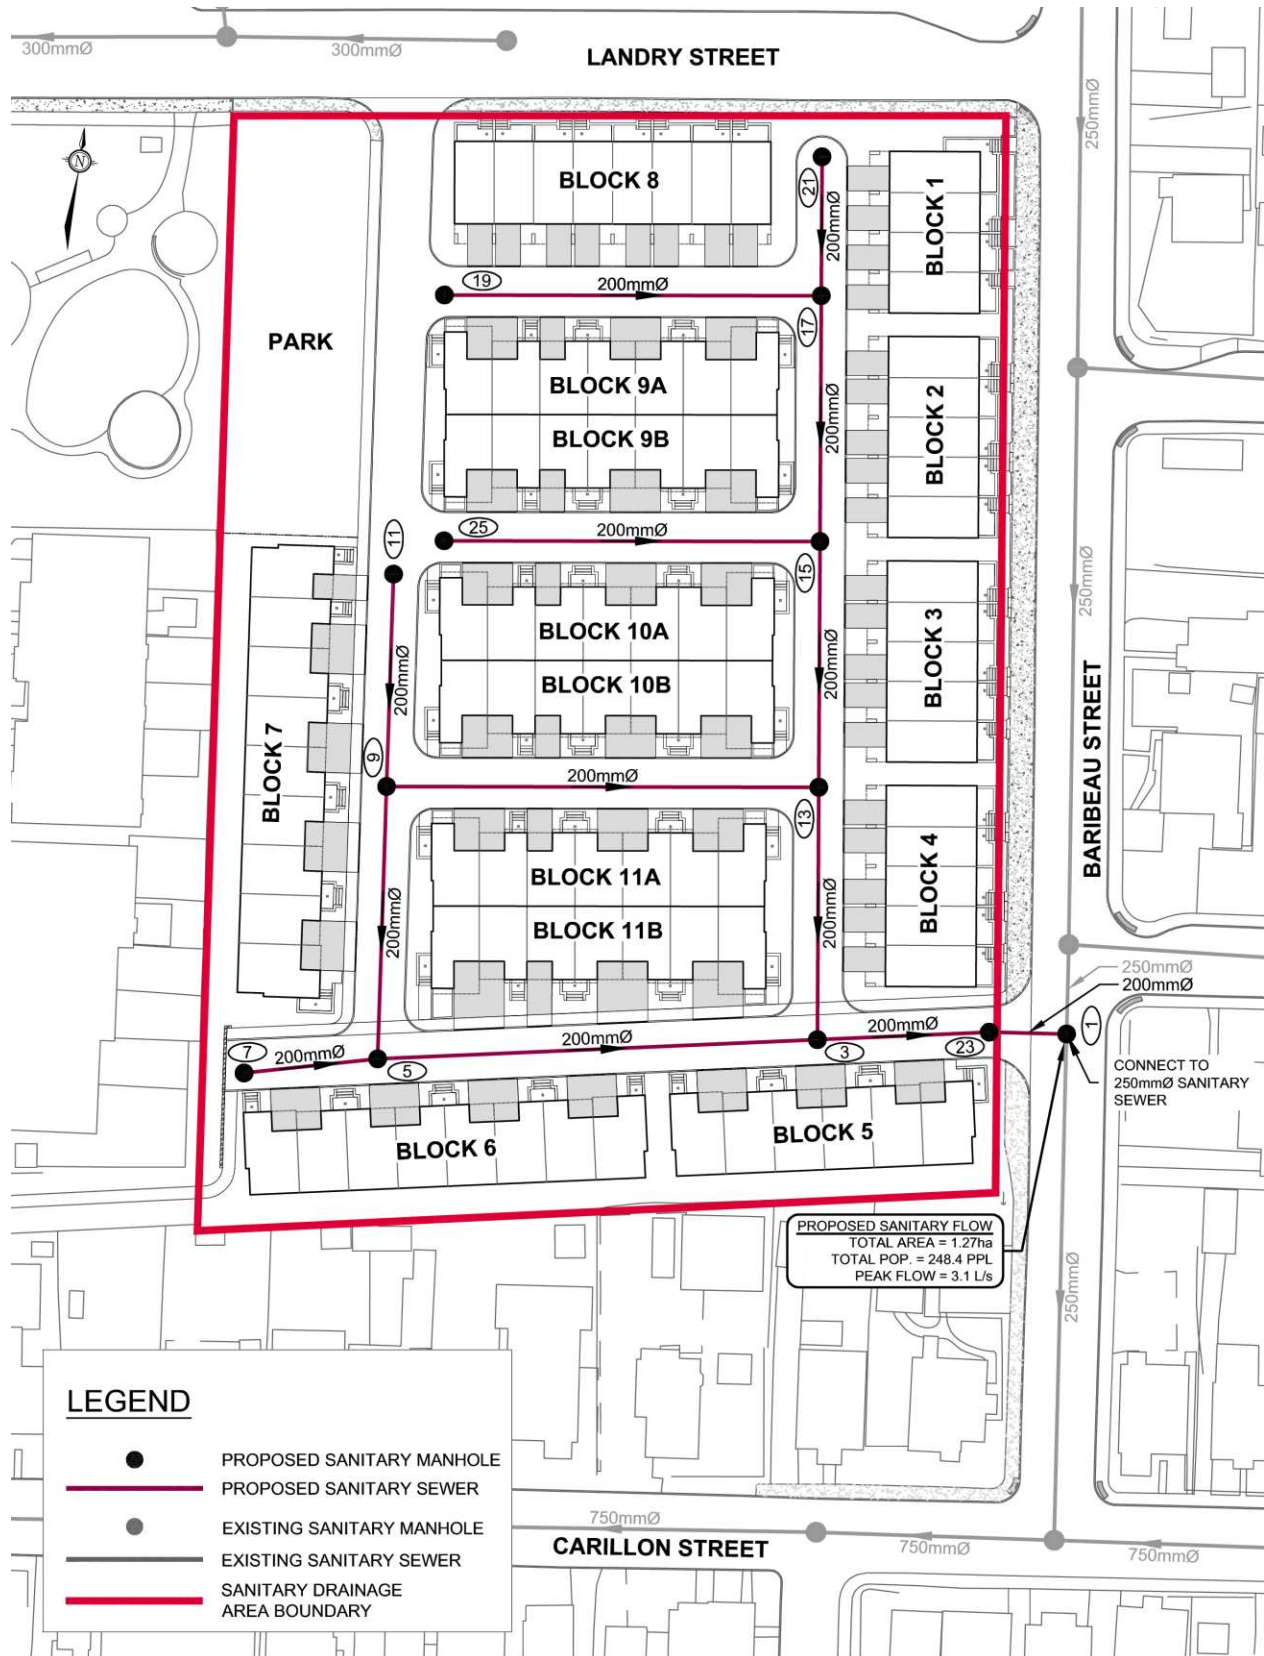 300mmØ
300mmØ
LANDRY STREET
250mmØ
N
BLOCK 8
21
BLOCK 1
200mmØ
19
200mmØ
17
PARK
BLOCK 9A
BLOCK 9B
200mmØ
BLOCK 2
11
25
200mmØ
15
250mmØ
BLOCK 10A
BLOCK 10B
200mmØ
200mmØ
BLOCK 3
BARIBEAU STREET
BLOCK 7
9
200mmØ
13
BLOCK 11A
BLOCK 11B
200mmØ
200mmØ
BLOCK 4
250mmØ
200mmØ
7
200mmØ
5
200mmØ
3
200mmØ
23
1
CONNECT TO
250mmØ SANITARY
SEWER
BLOCK 6
BLOCK 5
PROPOSED SANITARY FLOW
TOTAL AREA = 1.27ha
TOTAL POP. = 248.4 PPL
PEAK FLOW = 3.1 L/s
250mmØ
LEGEND
PROPOSED SANITARY MANHOLE
PROPOSED SANITARY SEWER
EXISTING SANITARY MANHOLE
EXISTING SANITARY SEWER
SANITARY DRAINAGE
AREA BOUNDARY
750mmØ
CARILLON STREET
750mmØ
750mmØ